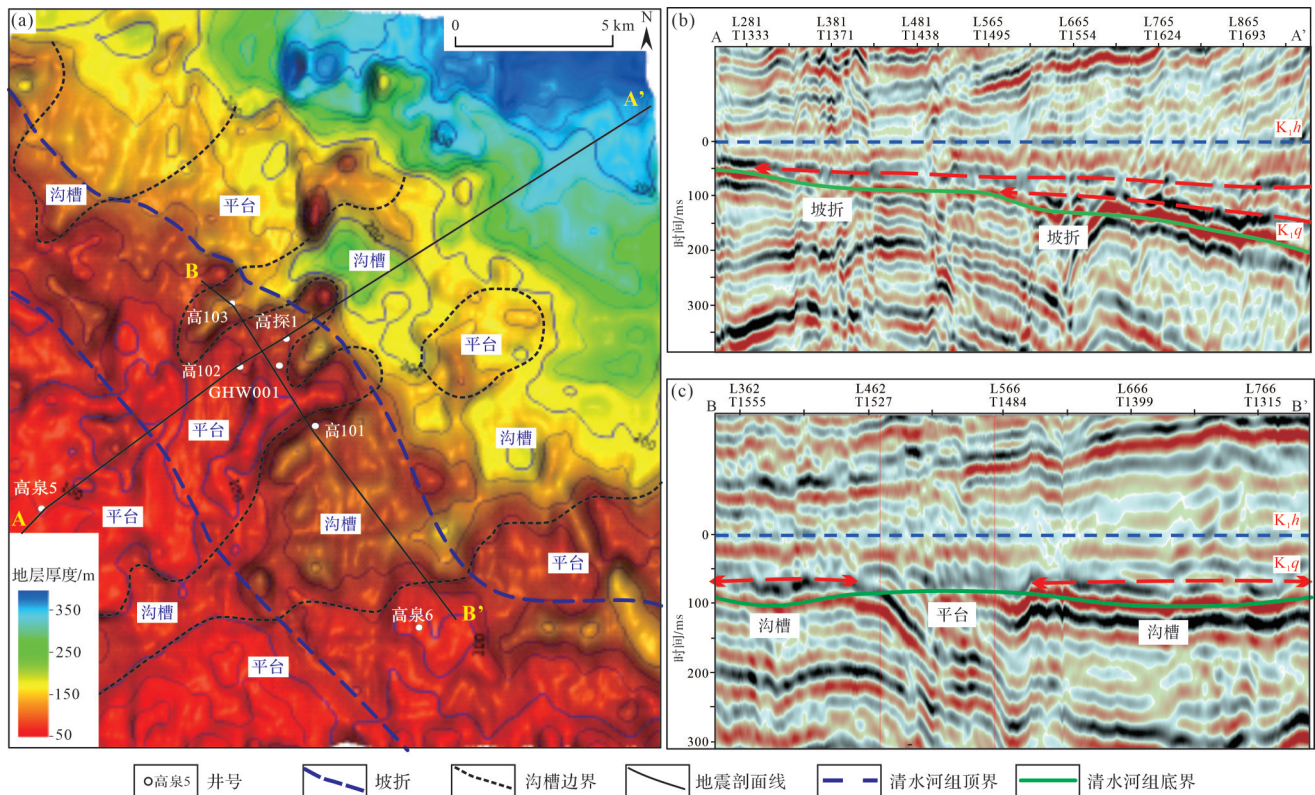 (a)
0 5 km
N
A'
沟槽
平台
沟槽
B
高103
高探1
平台
高102
GHW001
平台
高101
沟槽
高泉5
A
平台
沟槽
平台
地层厚度/m
350
250
150
50
沟槽
B'
高泉6
平台
(b)
L281 L381 L481 L565 L665 L765 L865
T1333 T1371 T1438 T1495 T1554 T1624 T1693
A A'
K₁h
0
50
100
200
300
时间/ms
坡折
坡折
K₁q
(c)
L362 L462 L566 L666 L766
T1555 T1527 T1484 T1399 T1315
B B'
K₁h
0
K₁q
100
200
300
时间/ms
沟槽
平台
沟槽
高泉5 井号 坡折 沟槽边界 地震剖面线 清水河组顶界 清水河组底界